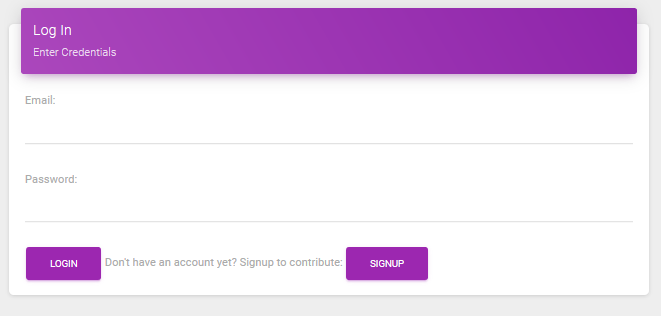 Log In
Enter Credentials
Email:
Password:
LOGIN Don't have an account yet? Signup to contribute: SIGNUP